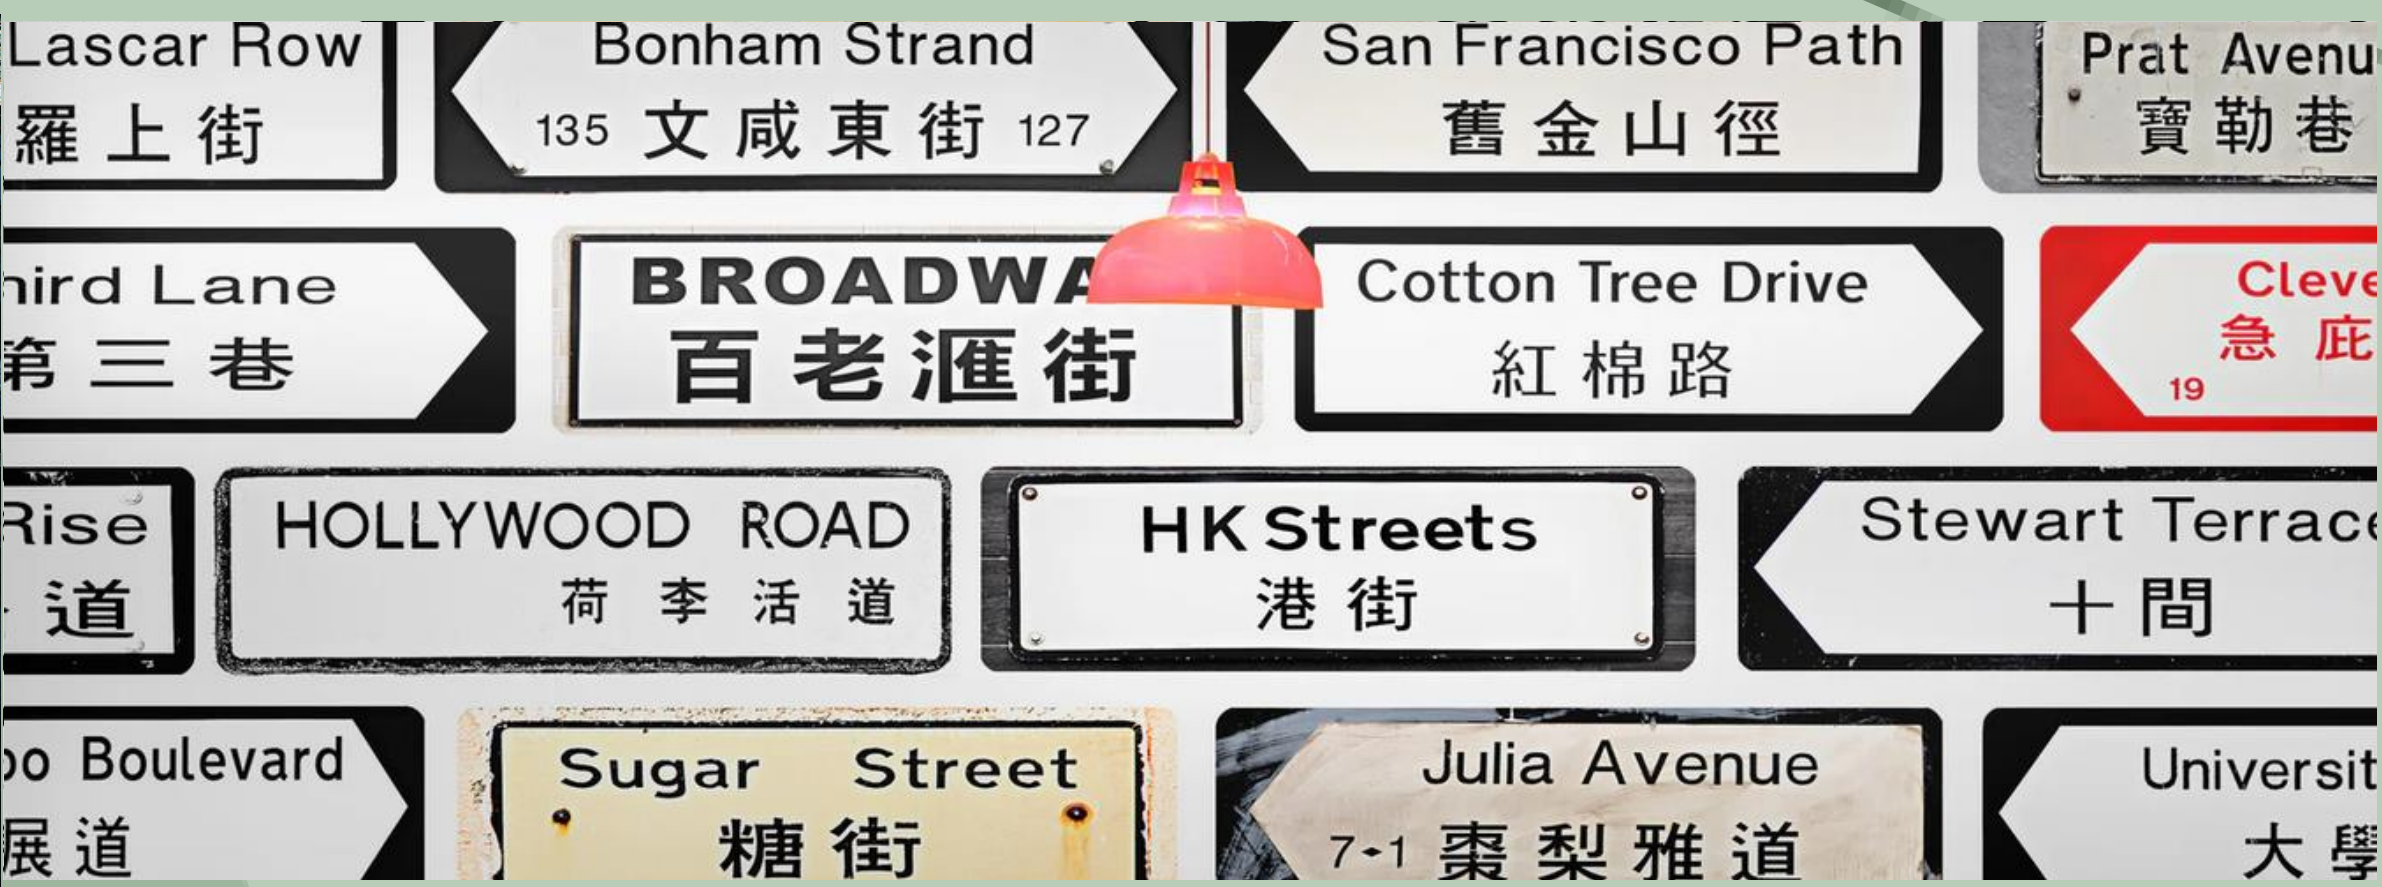 Lascar Row
羅上街
Bonham Strand
135 文咸東街 127
San Francisco Path
舊金山徑
Prat Avenu
寶勒巷
hird Lane
第三巷
BROADWA
百老滙街
Cotton Tree Drive
紅棉路
Cleve
急庇
19
Rise
道
HOLLYWOOD ROAD
荷李活道
HK Streets
港街
Stewart Terrace
十間
oo Boulevard
展道
Sugar Street
糖街
Julia Avenue
7-1 棗梨雅道
Universit
大學